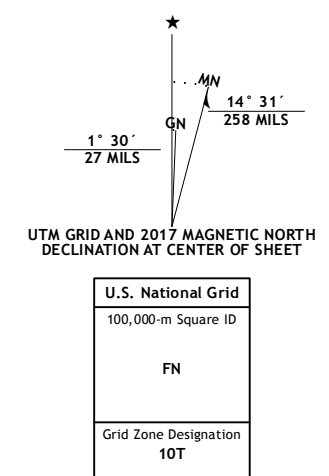 ★
MN
GN
14° 31´
258 MILS
1° 30´
27 MILS
UTM GRID AND 2017 MAGNETIC NORTH
DECLINATION AT CENTER OF SHEET
U.S. National Grid
100,000-m Square ID
FN
Grid Zone Designation
10T